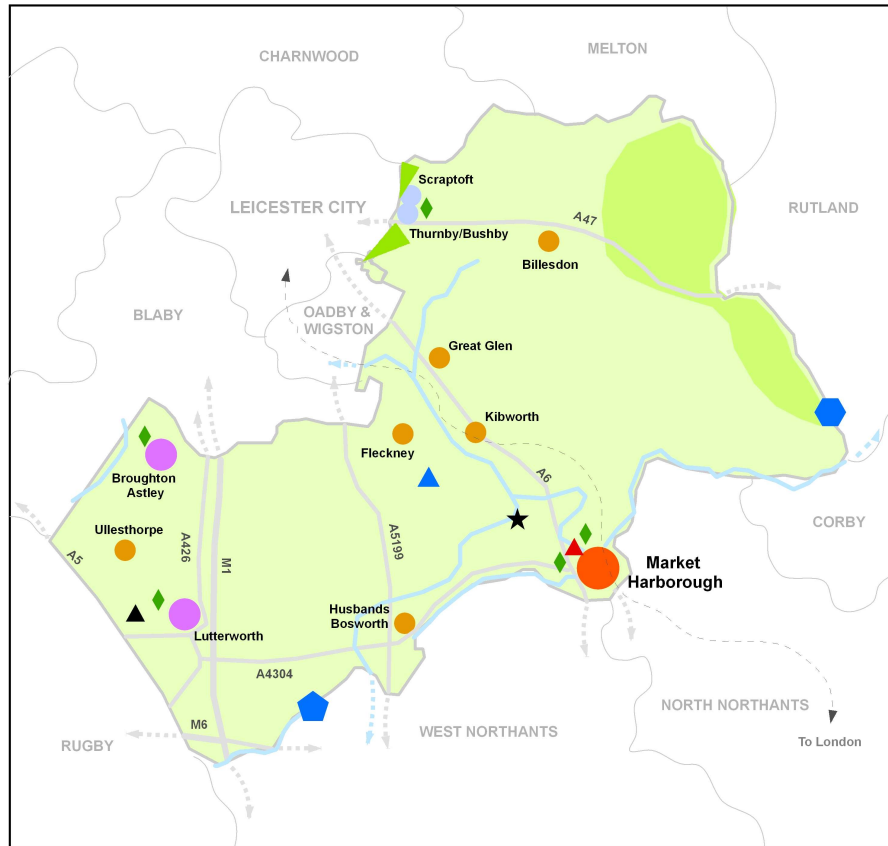 MELTON
CHARNWOOD
Scraptoft
LEICESTER CITY
RUTLAND
A47
Thurnby/Bushby
Billesdon
OADBY &
WIGSTON
BLABY
Great Glen
Kibworth
Fleckney
Broughton
Astley
A6
Ullesthorpe
A426
A5199
CORBY
A5
M1
Market
Harborough
Husbands
Bosworth
Lutterworth
A4304
NORTH NORTHANTS
M6
WEST NORTHANTS
RUGBY
To London